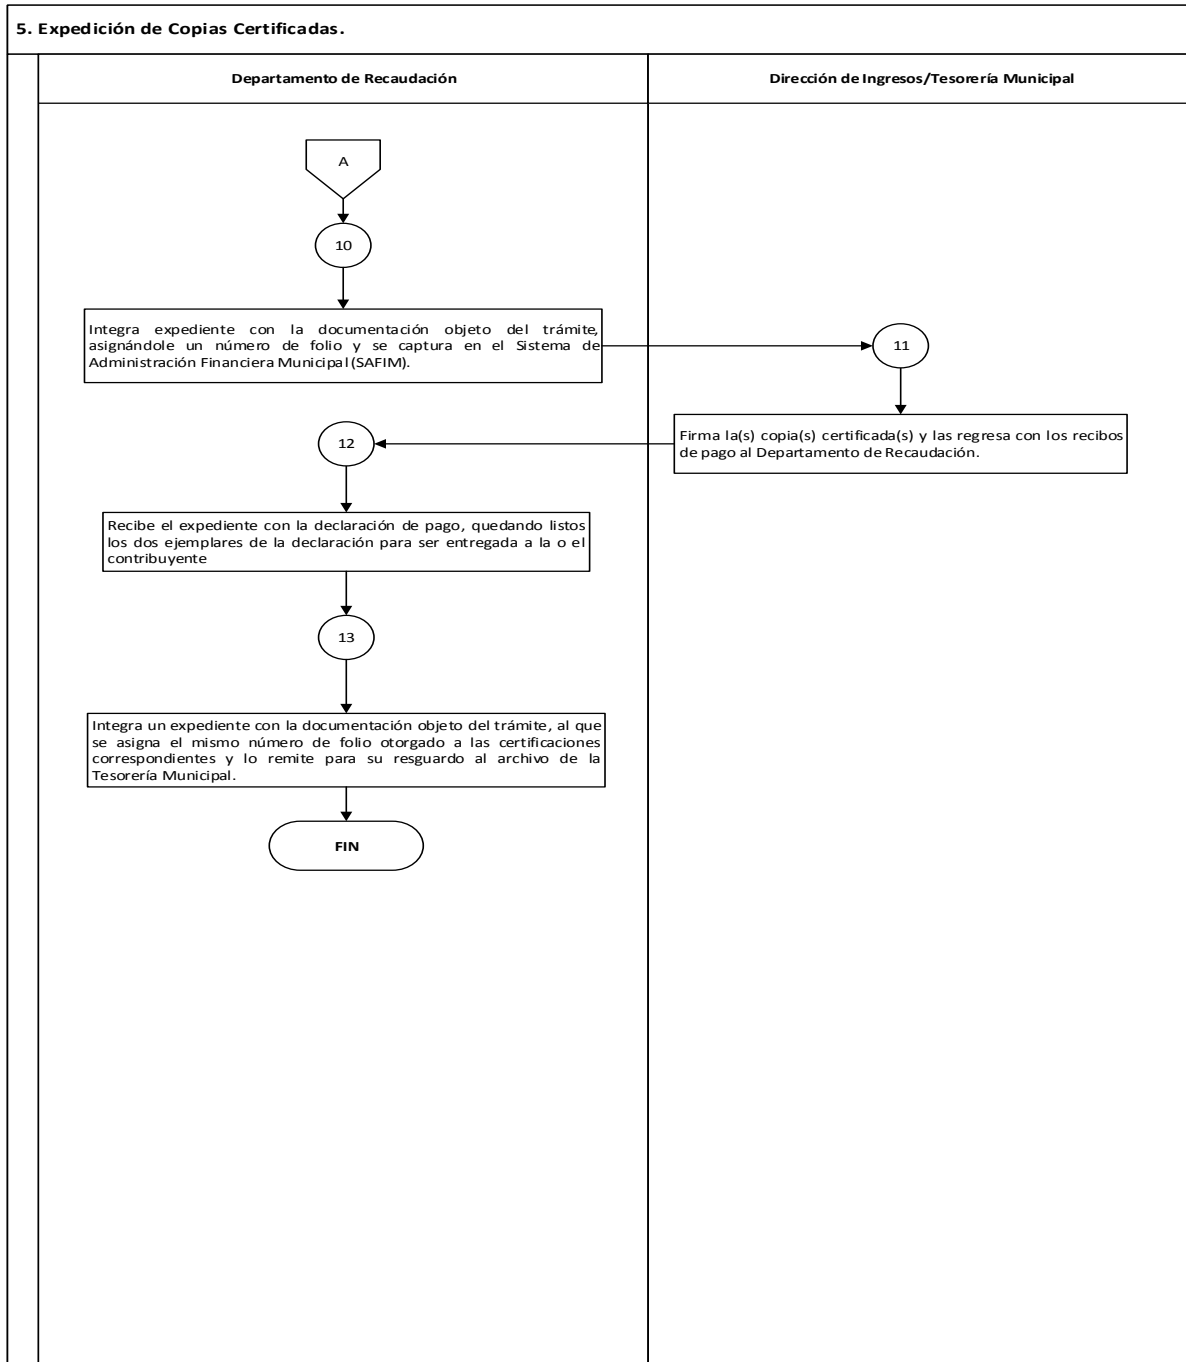 5. Expedición de Copias Certificadas.
Departamento de Recaudación
Dirección de Ingresos/Tesorería Municipal
A
10
Integra expediente con la documentación objeto del trámite,
asignándole un número de folio y se captura en el Sistema de
Administración Financiera Municipal (SAFIM).
11
Firma la(s) copia(s) certificada(s) y las regresa con los recibos
de pago al Departamento de Recaudación.
12
Recibe el expediente con la declaración de pago, quedando listos
los dos ejemplares de la declaración para ser entregada a la o el
contribuyente
13
Integra un expediente con la documentación objeto del trámite, al que
se asigna el mismo número de folio otorgado a las certificaciones
correspondientes y lo remite para su resguardo al archivo de la
Tesorería Municipal.
FIN